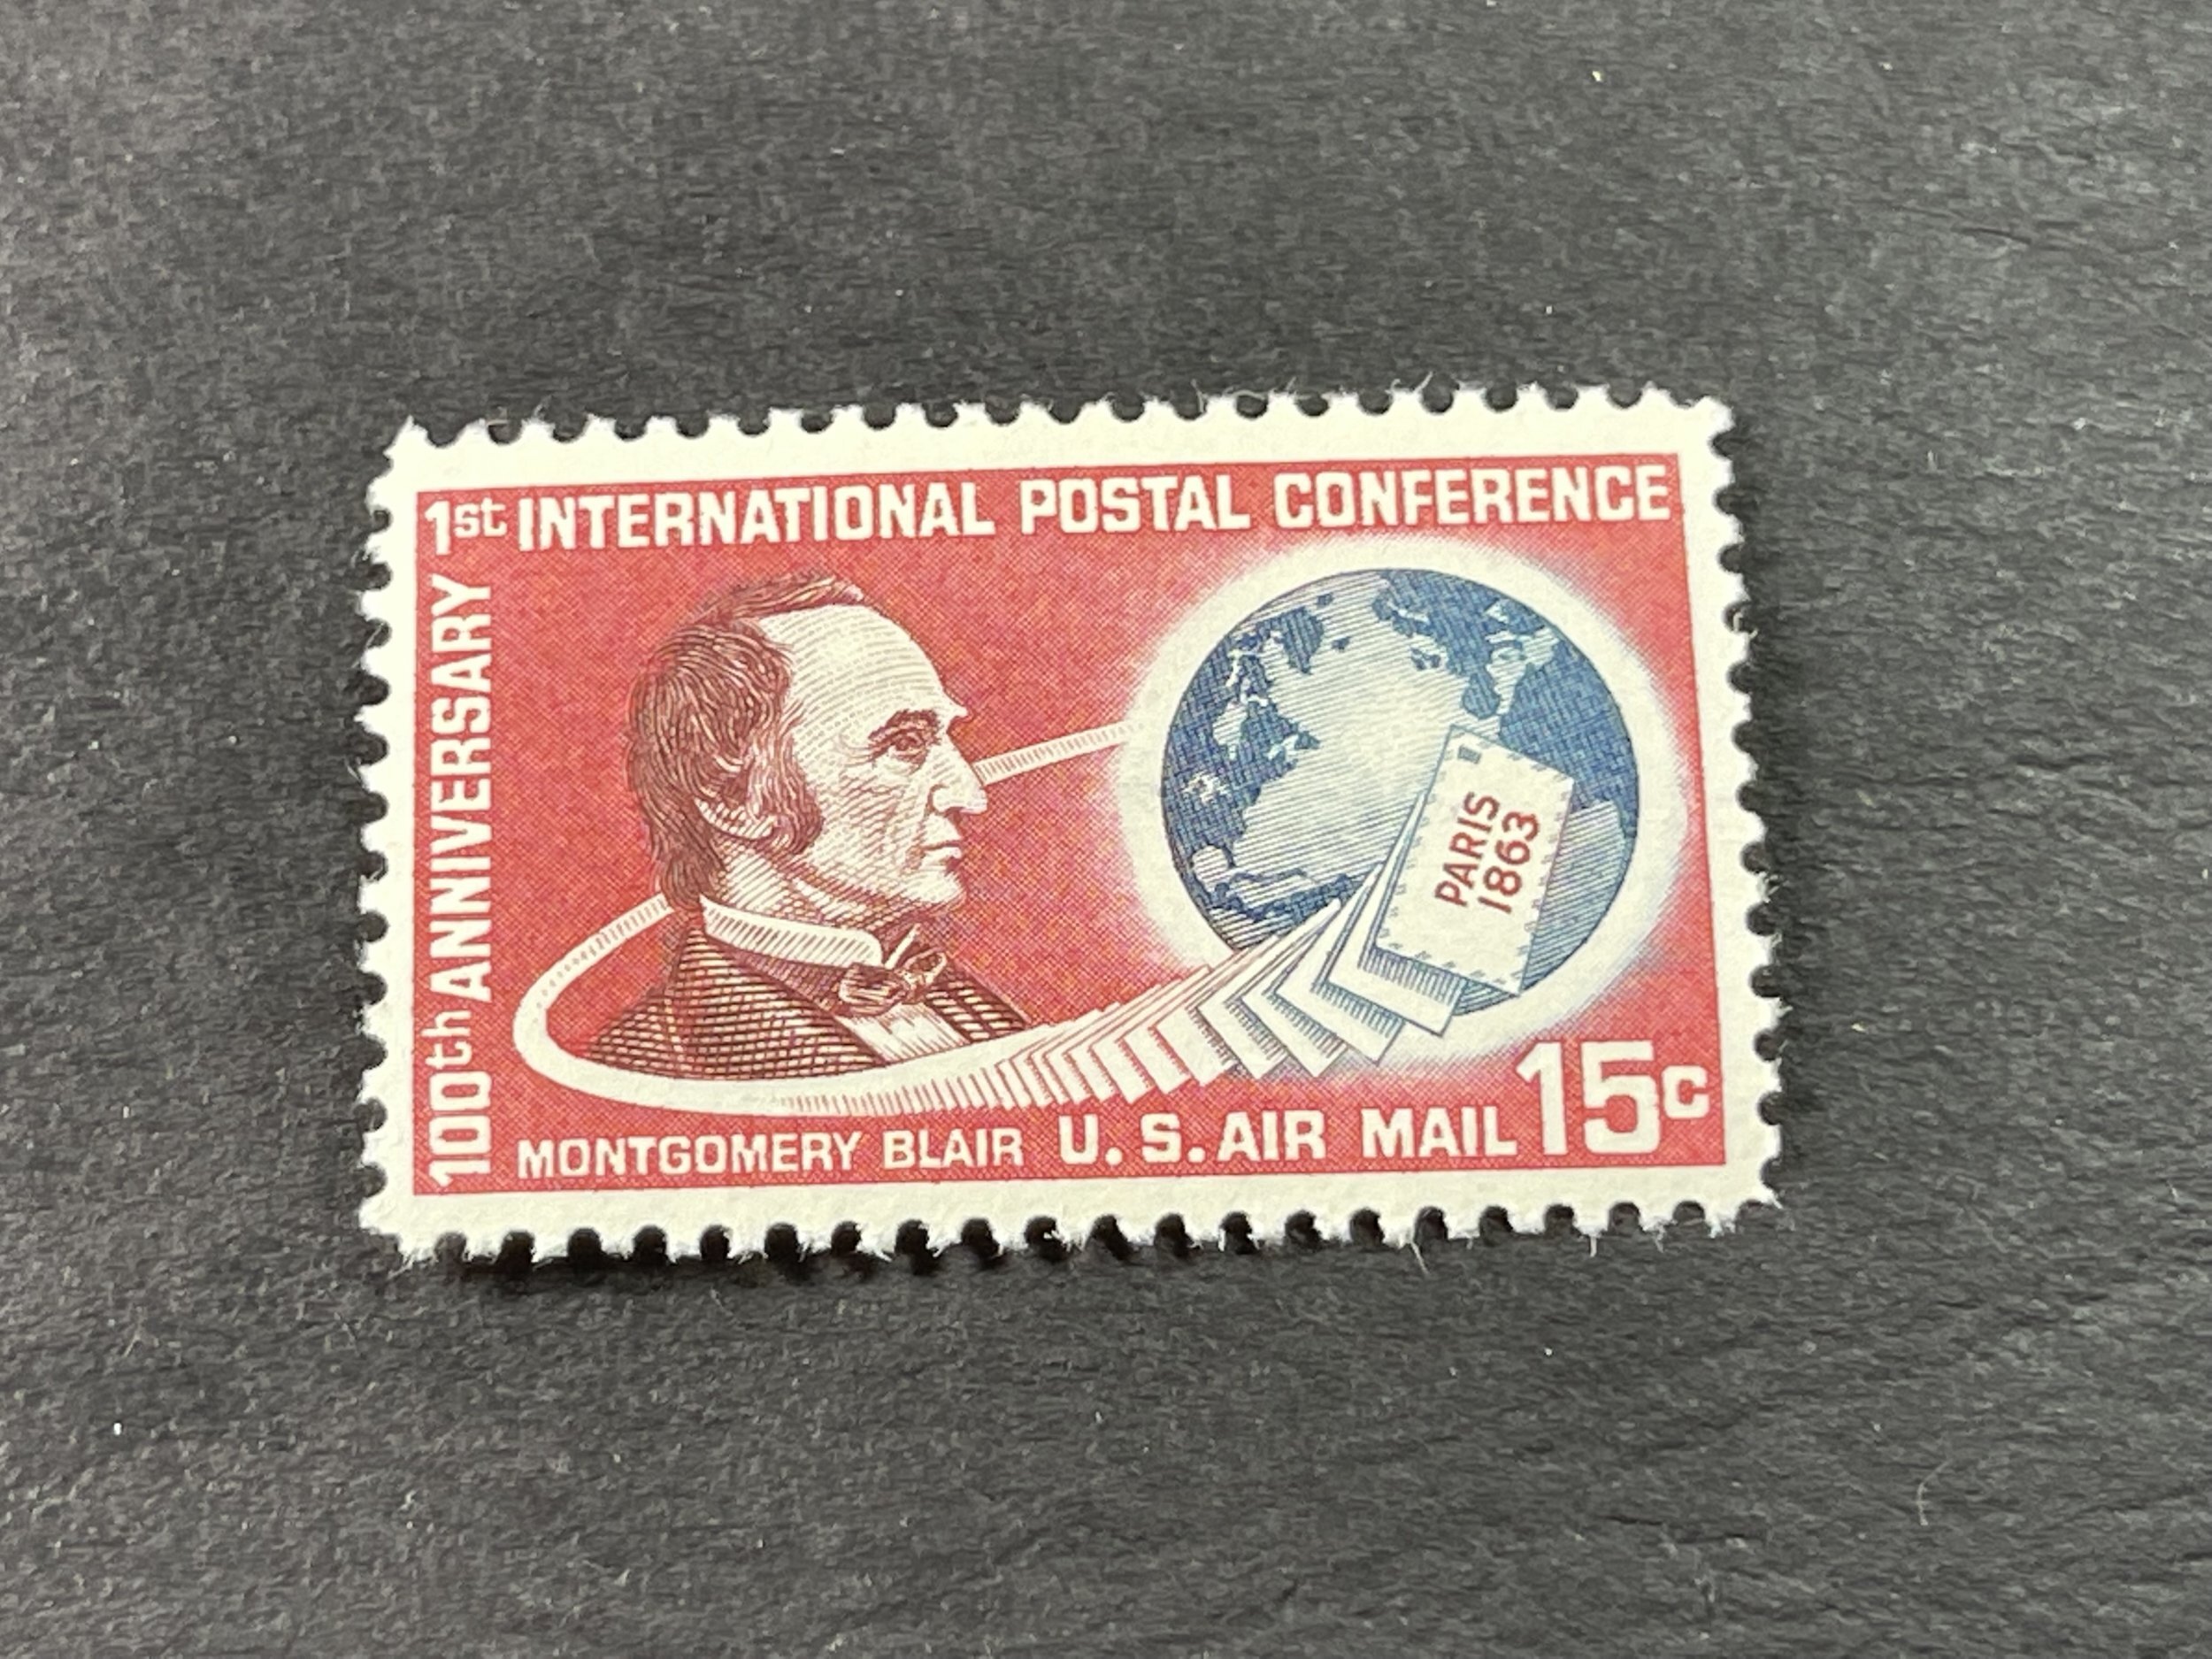 1st INTERNATIONAL POSTAL CONFERENCE
100th ANNIVERSARY
PARIS
1863
MONTGOMERY BLAIR U.S. AIR MAIL 15c